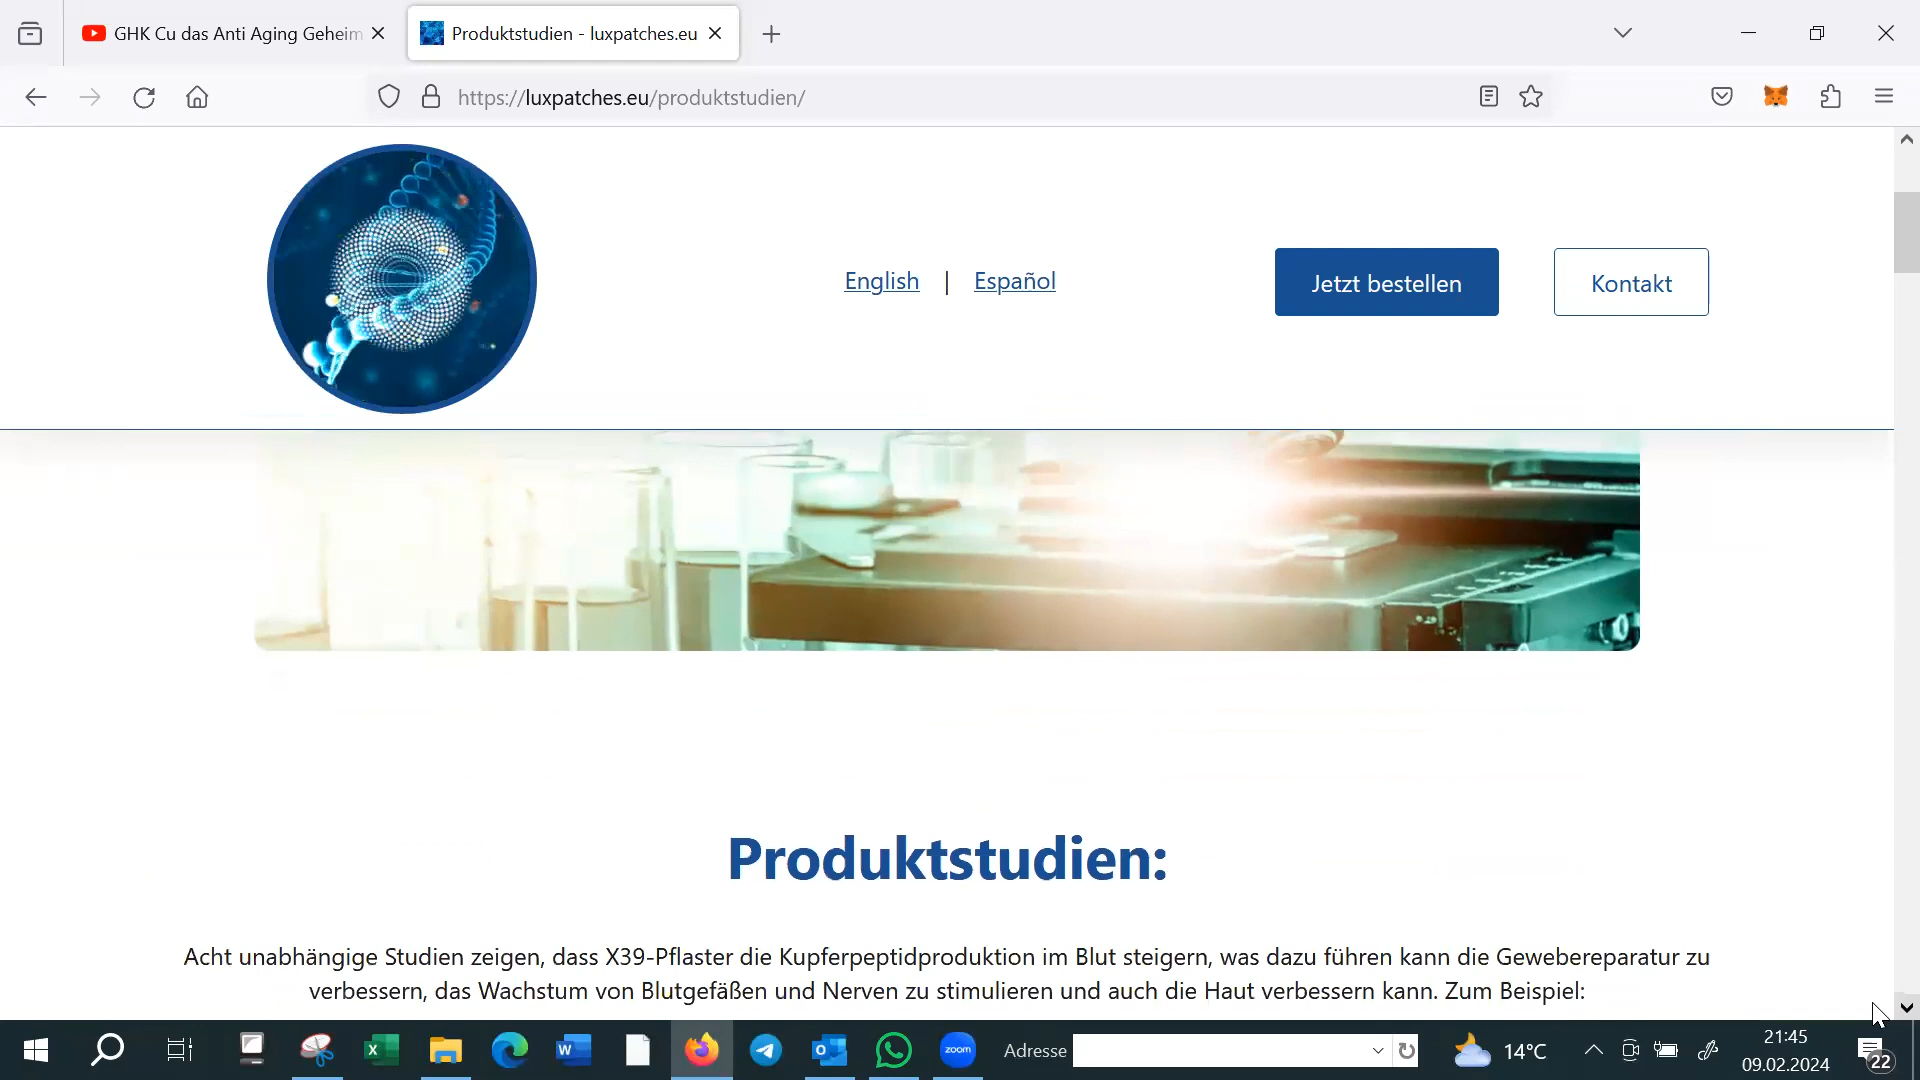 GHK Cu das Anti Aging Geheim
Produktstudien - luxpatches.eu
https://luxpatches.eu/produktstudien/
English | Español
Jetzt bestellen
Kontakt
Produktstudien:
Acht unabhängige Studien zeigen, dass X39-Pflaster die Kupferpeptidproduktion im Blut steigern, was dazu führen kann die Gewebereparatur zu
verbessern, das Wachstum von Blutgefäßen und Nerven zu stimulieren und auch die Haut verbessern kann. Zum Beispiel:
zoom
Adresse
14°C
21:45
09.02.2024
22